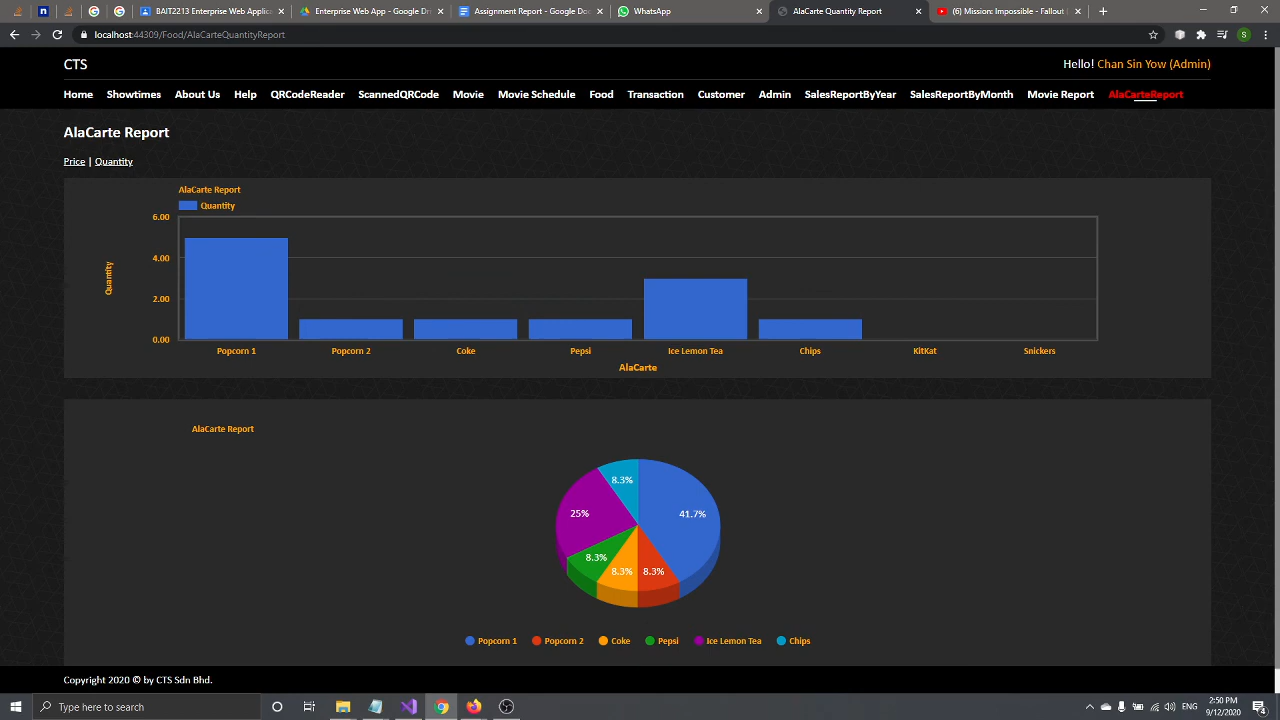 BAIT2213 Enterprise Web Applica
Enterprise Web App - Google Dri
Assignment Report - Google Doc
WhatsApp
AlaCarte Quantity Report
(6) Mission: Impossible - Fallout (
localhost:44309/Food/AlaCarteQuantityReport
S
CTS
Hello! Chan Sin Yow (Admin)
Home Showtimes About Us Help QRCodeReader ScannedQRCode Movie Movie Schedule Food Transaction Customer Admin SalesReportByYear SalesReportByMonth Movie Report AlaCarteReport
AlaCarte Report
Price | Quantity
AlaCarte Report
Quantity
6.00
4.00
2.00
0.00
Quantity
Popcorn 1 Popcorn 2 Coke Pepsi Ice Lemon Tea Chips KitKat Snickers
AlaCarte
AlaCarte Report
8.3%
25%
41.7%
8.3%
8.3%
8.3%
Popcorn 1 Popcorn 2 Coke Pepsi Ice Lemon Tea Chips
Copyright 2020 © by CTS Sdn Bhd.
Type here to search
ENG
2:50 PM
9/12/2020
4